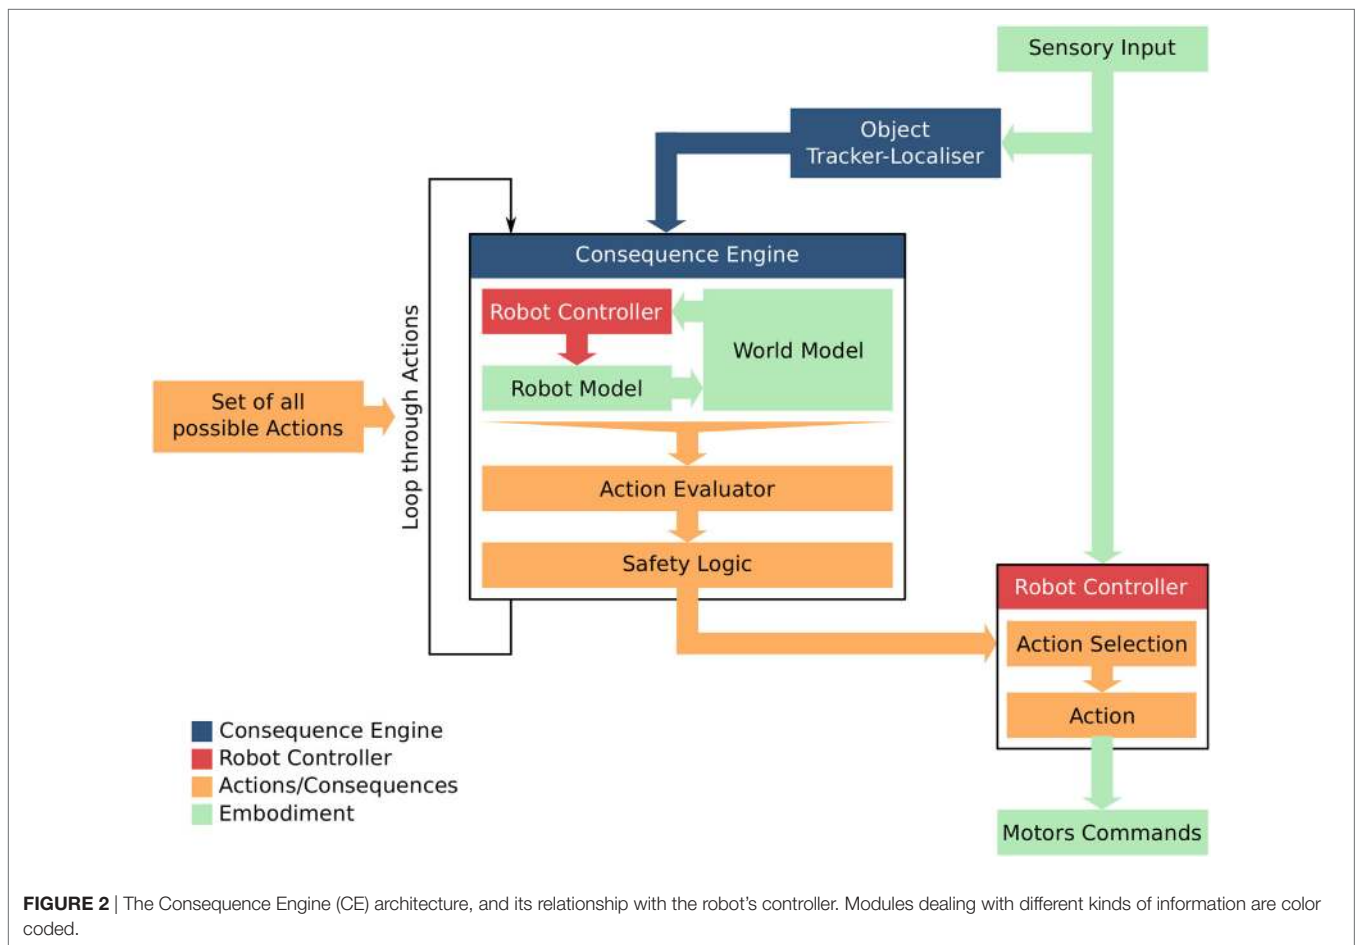 Sensory Input
Object
Tracker-Localiser
Consequence Engine
Robot Controller
World Model
Robot Model
Set of all
possible Actions
Loop through Actions
Action Evaluator
Safety Logic
Robot Controller
Action Selection
Action
Motors Commands
Consequence Engine
Robot Controller
Actions/Consequences
Embodiment
FIGURE 2 | The Consequence Engine (CE) architecture, and its relationship with the robot's controller. Modules dealing with different kinds of information are color
coded.